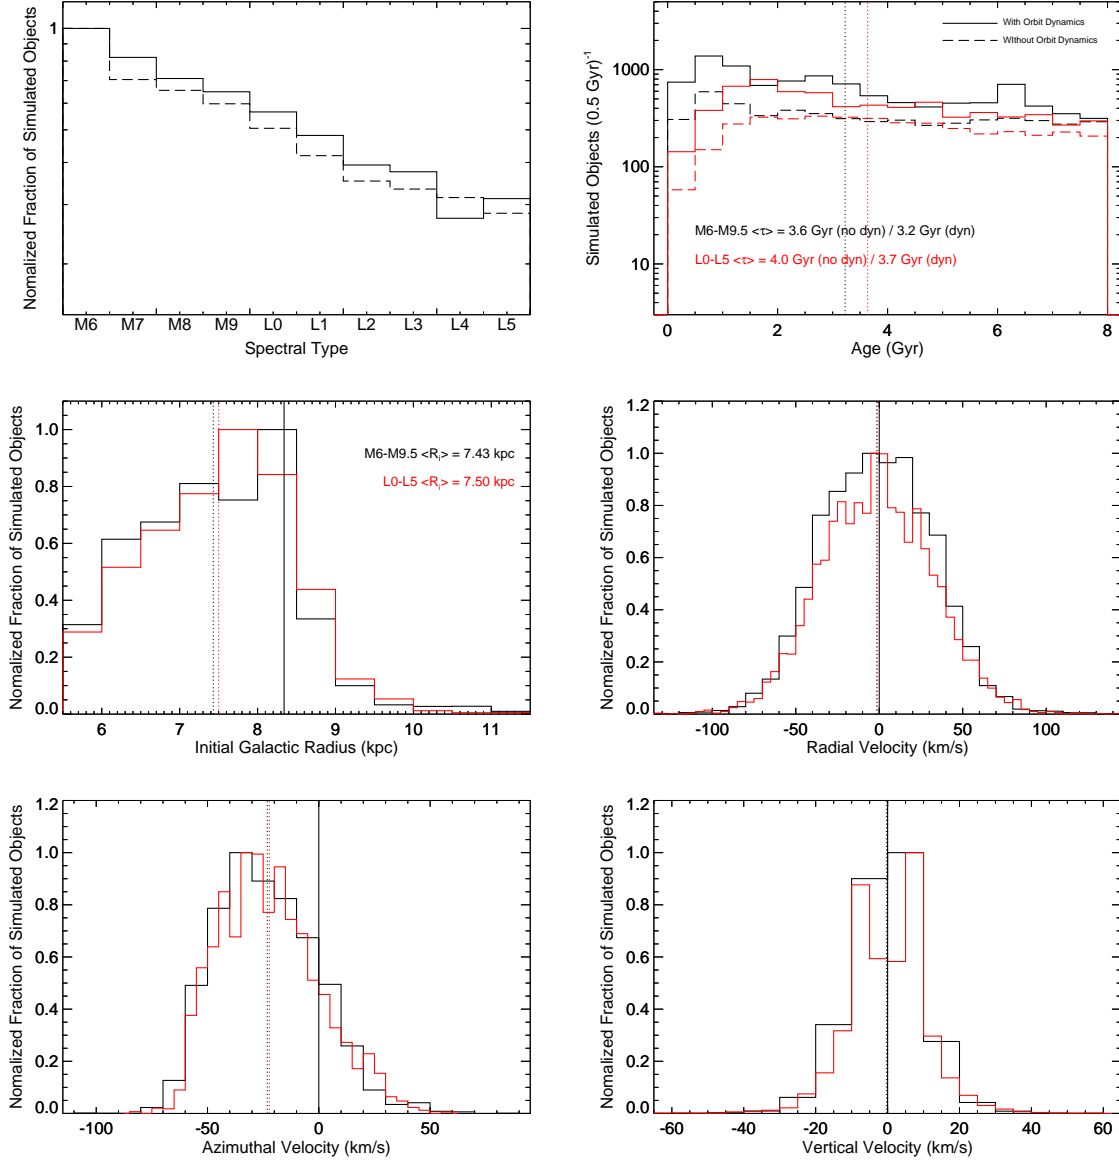 Nomalized Fraction of Simulated Objects
1
M6 M7 M8 M9 L0 L1 L2 L3 L4 L5
Spectral Type
Simulated Objects (0.5 Gyr)-1
1000
100
10
With Orbit Dynamics
WIthout Orbit Dynamics
M6-M9.5 <τ> = 3.6 Gyr (no dyn) / 3.2 Gyr (dyn)
L0-L5 <τ> = 4.0 Gyr (no dyn) / 3.7 Gyr (dyn)
0 2 4 6 8
Age (Gyr)
Nomalized Fraction of Simulated Objects
1.0
0.8
0.6
0.4
0.2
0.0
M6-M9.5 <Ri> = 7.43 kpc
L0-L5 <Ri> = 7.50 kpc
6 7 8 9 10 11
Initial Galactic Radius (kpc)
Nomalized Fraction of Simulated Objects
1.2
1.0
0.8
0.6
0.4
0.2
0.0
-100 -50 0 50 100
Radial Velocity (km/s)
Nomalized Fraction of Simulated Objects
1.2
1.0
0.8
0.6
0.4
0.2
0.0
-100 -50 0 50
Azimuthal Velocity (km/s)
Nomalized Fraction of Simulated Objects
1.2
1.0
0.8
0.6
0.4
0.2
0.0
-60 -40 -20 0 20 40 60
Vertical Velocity (km/s)